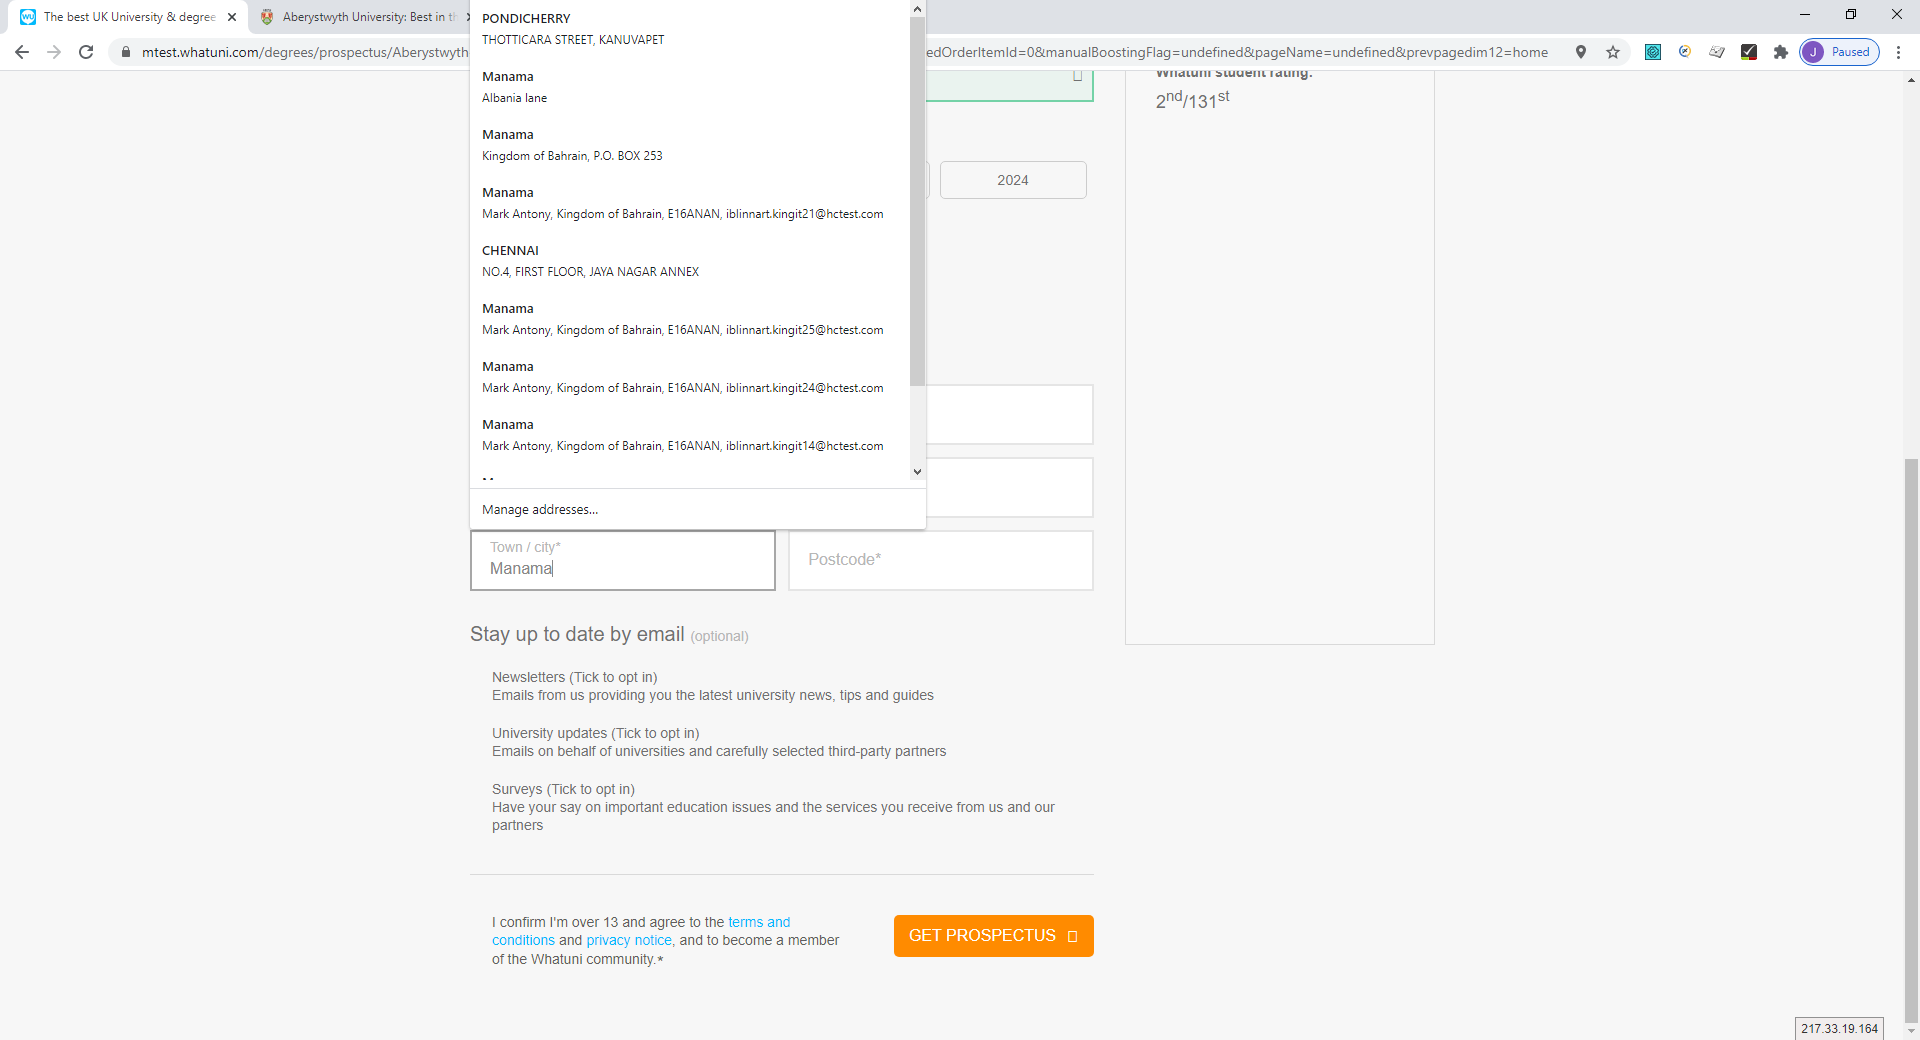 The best UK University & degree
Aberystwyth University: Best in th
mtest.whatuni.com/degrees/prospectus/Aberystwyth
edOrderItemId=0&manualBoostingFlag=undefined&pageName=undefined&prevpagedim12=home
J Paused
PONDICHERRY
THOTTICARA STREET, KANUVAPET
Manama
Albania lane
Manama
Kingdom of Bahrain, P.O. BOX 253
Manama
Mark Antony, Kingdom of Bahrain, E16ANAN, iblinnart.kingit21@hctest.com
CHENNAI
NO.4, FIRST FLOOR, JAYA NAGAR ANNEX
Manama
Mark Antony, Kingdom of Bahrain, E16ANAN, iblinnart.kingit25@hctest.com
Manama
Mark Antony, Kingdom of Bahrain, E16ANAN, iblinnart.kingit24@hctest.com
Manama
Mark Antony, Kingdom of Bahrain, E16ANAN, iblinnart.kingit14@hctest.com
Manage addresses...
Whatuni student rating:
2nd/131st
2024
Town / city*
Manama
Postcode*
Stay up to date by email (optional)
Newsletters (Tick to opt in)
Emails from us providing you the latest university news, tips and guides
University updates (Tick to opt in)
Emails on behalf of universities and carefully selected third-party partners
Surveys (Tick to opt in)
Have your say on important education issues and the services you receive from us and our
partners
I confirm I'm over 13 and agree to the terms and
conditions and privacy notice, and to become a member
of the Whatuni community.*
GET PROSPECTUS
217.33.19.164